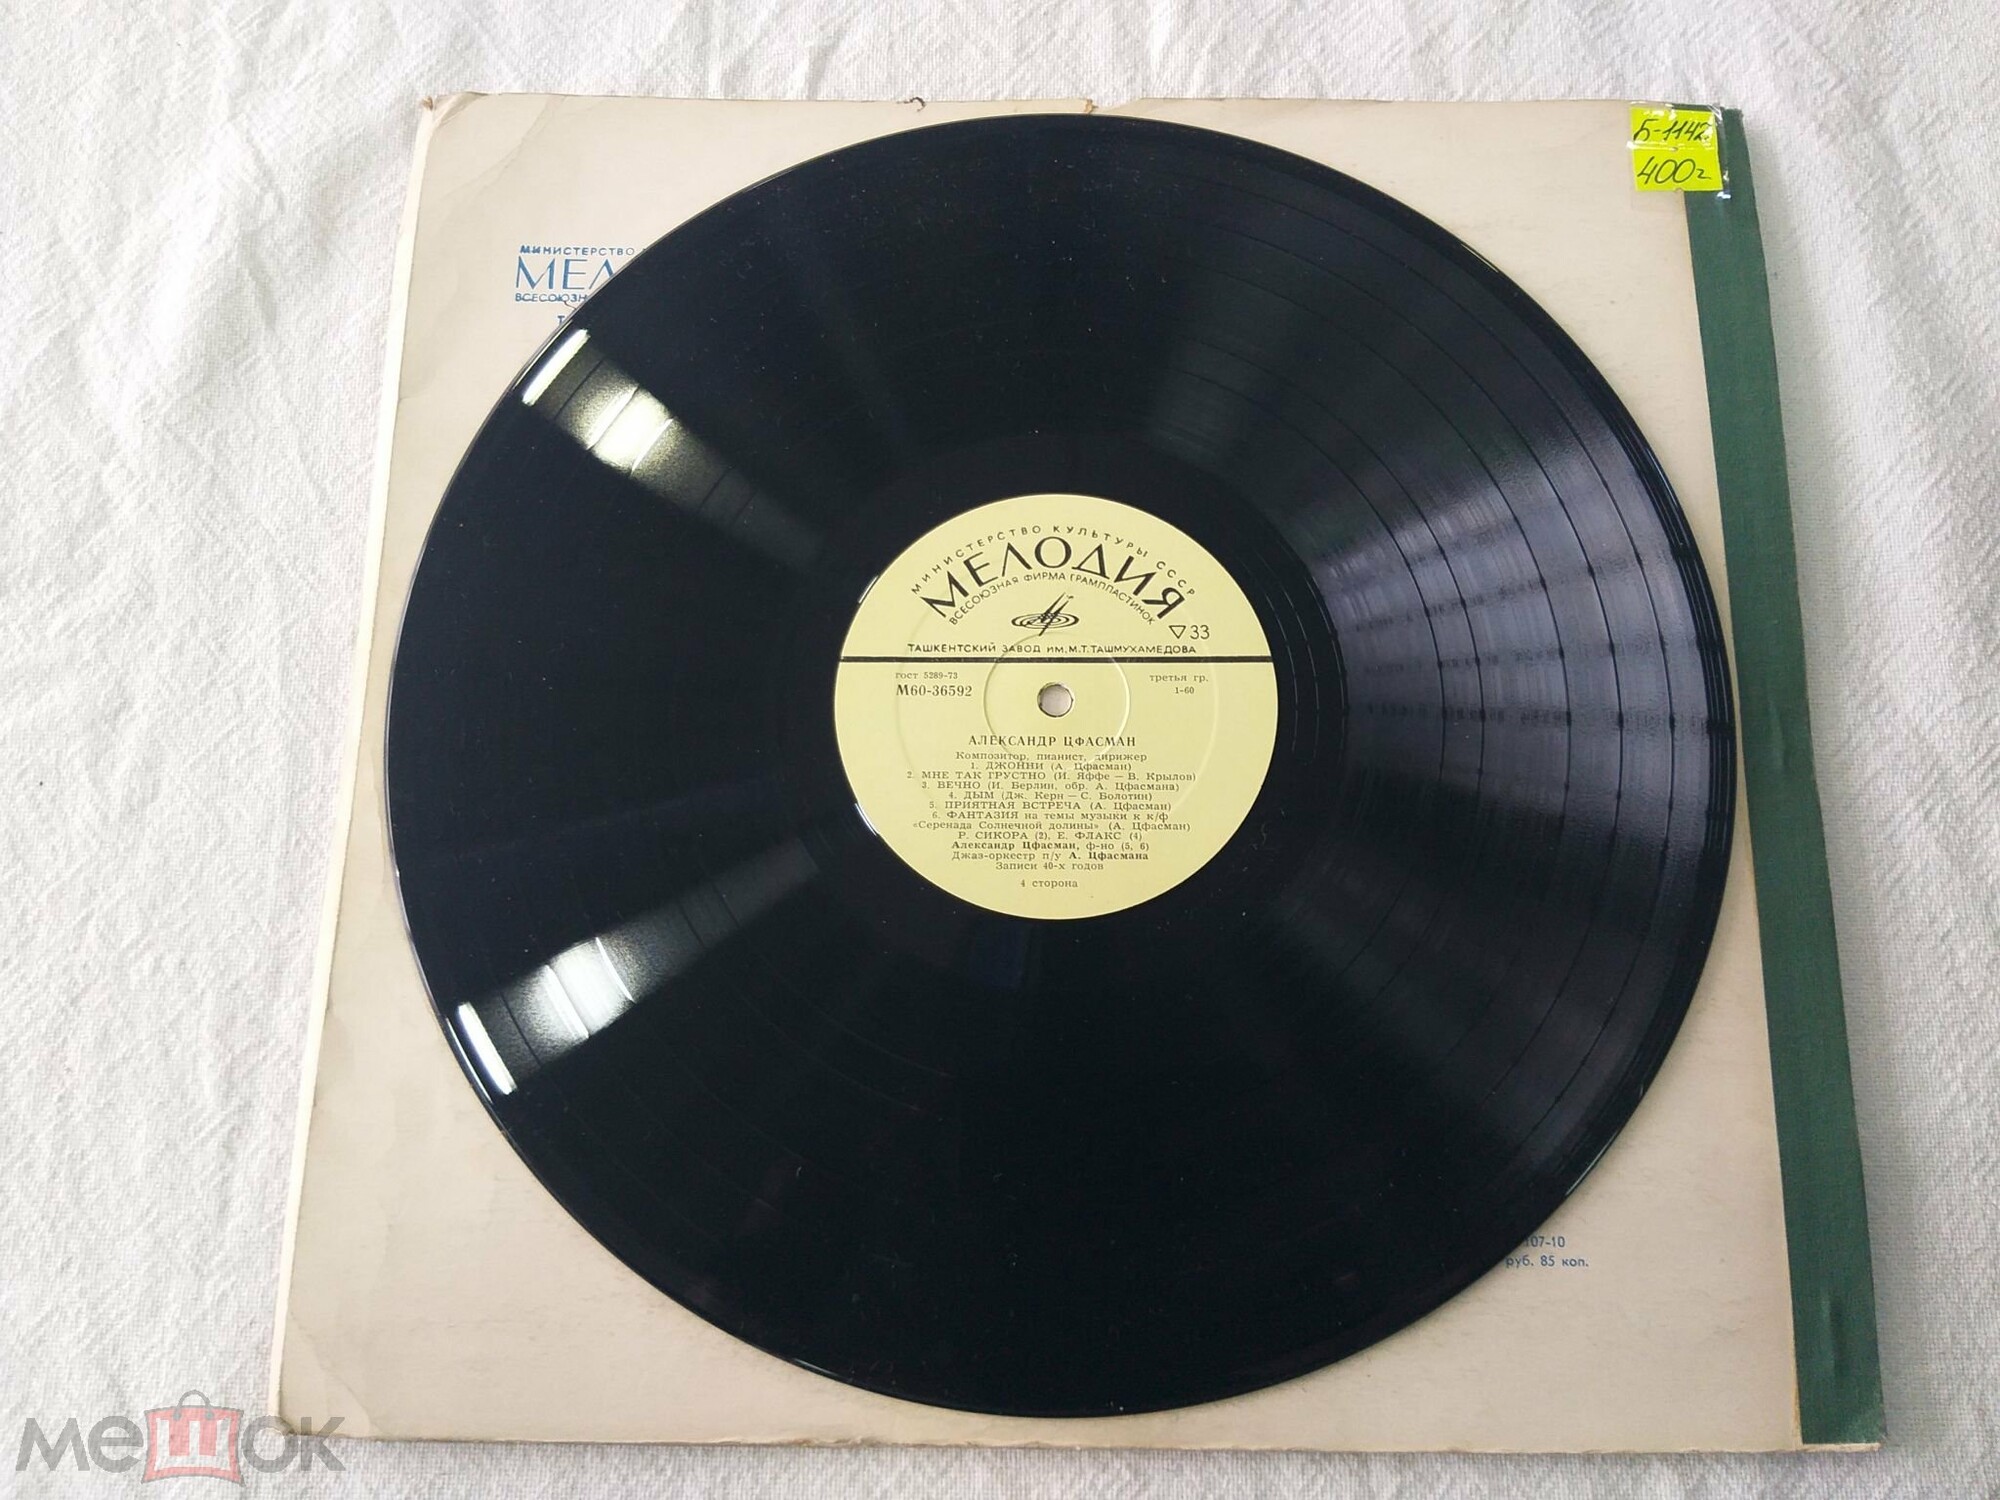 Б-1142
400г
МИНИСТЕРСТВО
МЕЛ
ВСЕСОЮЗН
МИНИСТЕРСТВО КУЛЬТУРЫ СССР
МЕЛОДИЯ
ВСЕСОЮЗНАЯ ФИРМА ГРАМПЛАСТИНОК
33
ТАШКЕНТСКИЙ ЗАВОД ИМ. М.Т. ТАШМУХАМЕДОВА
гост 5289-73 третья гр.
М60-36592 1-60
АЛЕКСАНДР ЦФАСМАН
Композитор, пианист, дирижер
1. ДЖОННИ (А. Цфасман)
2. МНЕ ТАК ГРУСТНО (И. Яффе — В. Крылов)
3. ВЕЧНО (И. Берлин, обр. А. Цфасмана)
4. ДЫМ (Дж. Керн — С. Болотин)
5. ПРИЯТНАЯ ВСТРЕЧА (А. Цфасман)
6. ФАНТАЗИЯ на темы музыки к к/ф
«Серенада Солнечной долины» (А. Цфасман)
Р. СИКОРА (2), Е. ФЛАКС (4)
Александр Цфасман, ф-но (5, 6)
Джаз-оркестр п/у А. Цфасмана
Записи 40-х годов
4 сторона
107-10
руб. 85 коп.
мешок